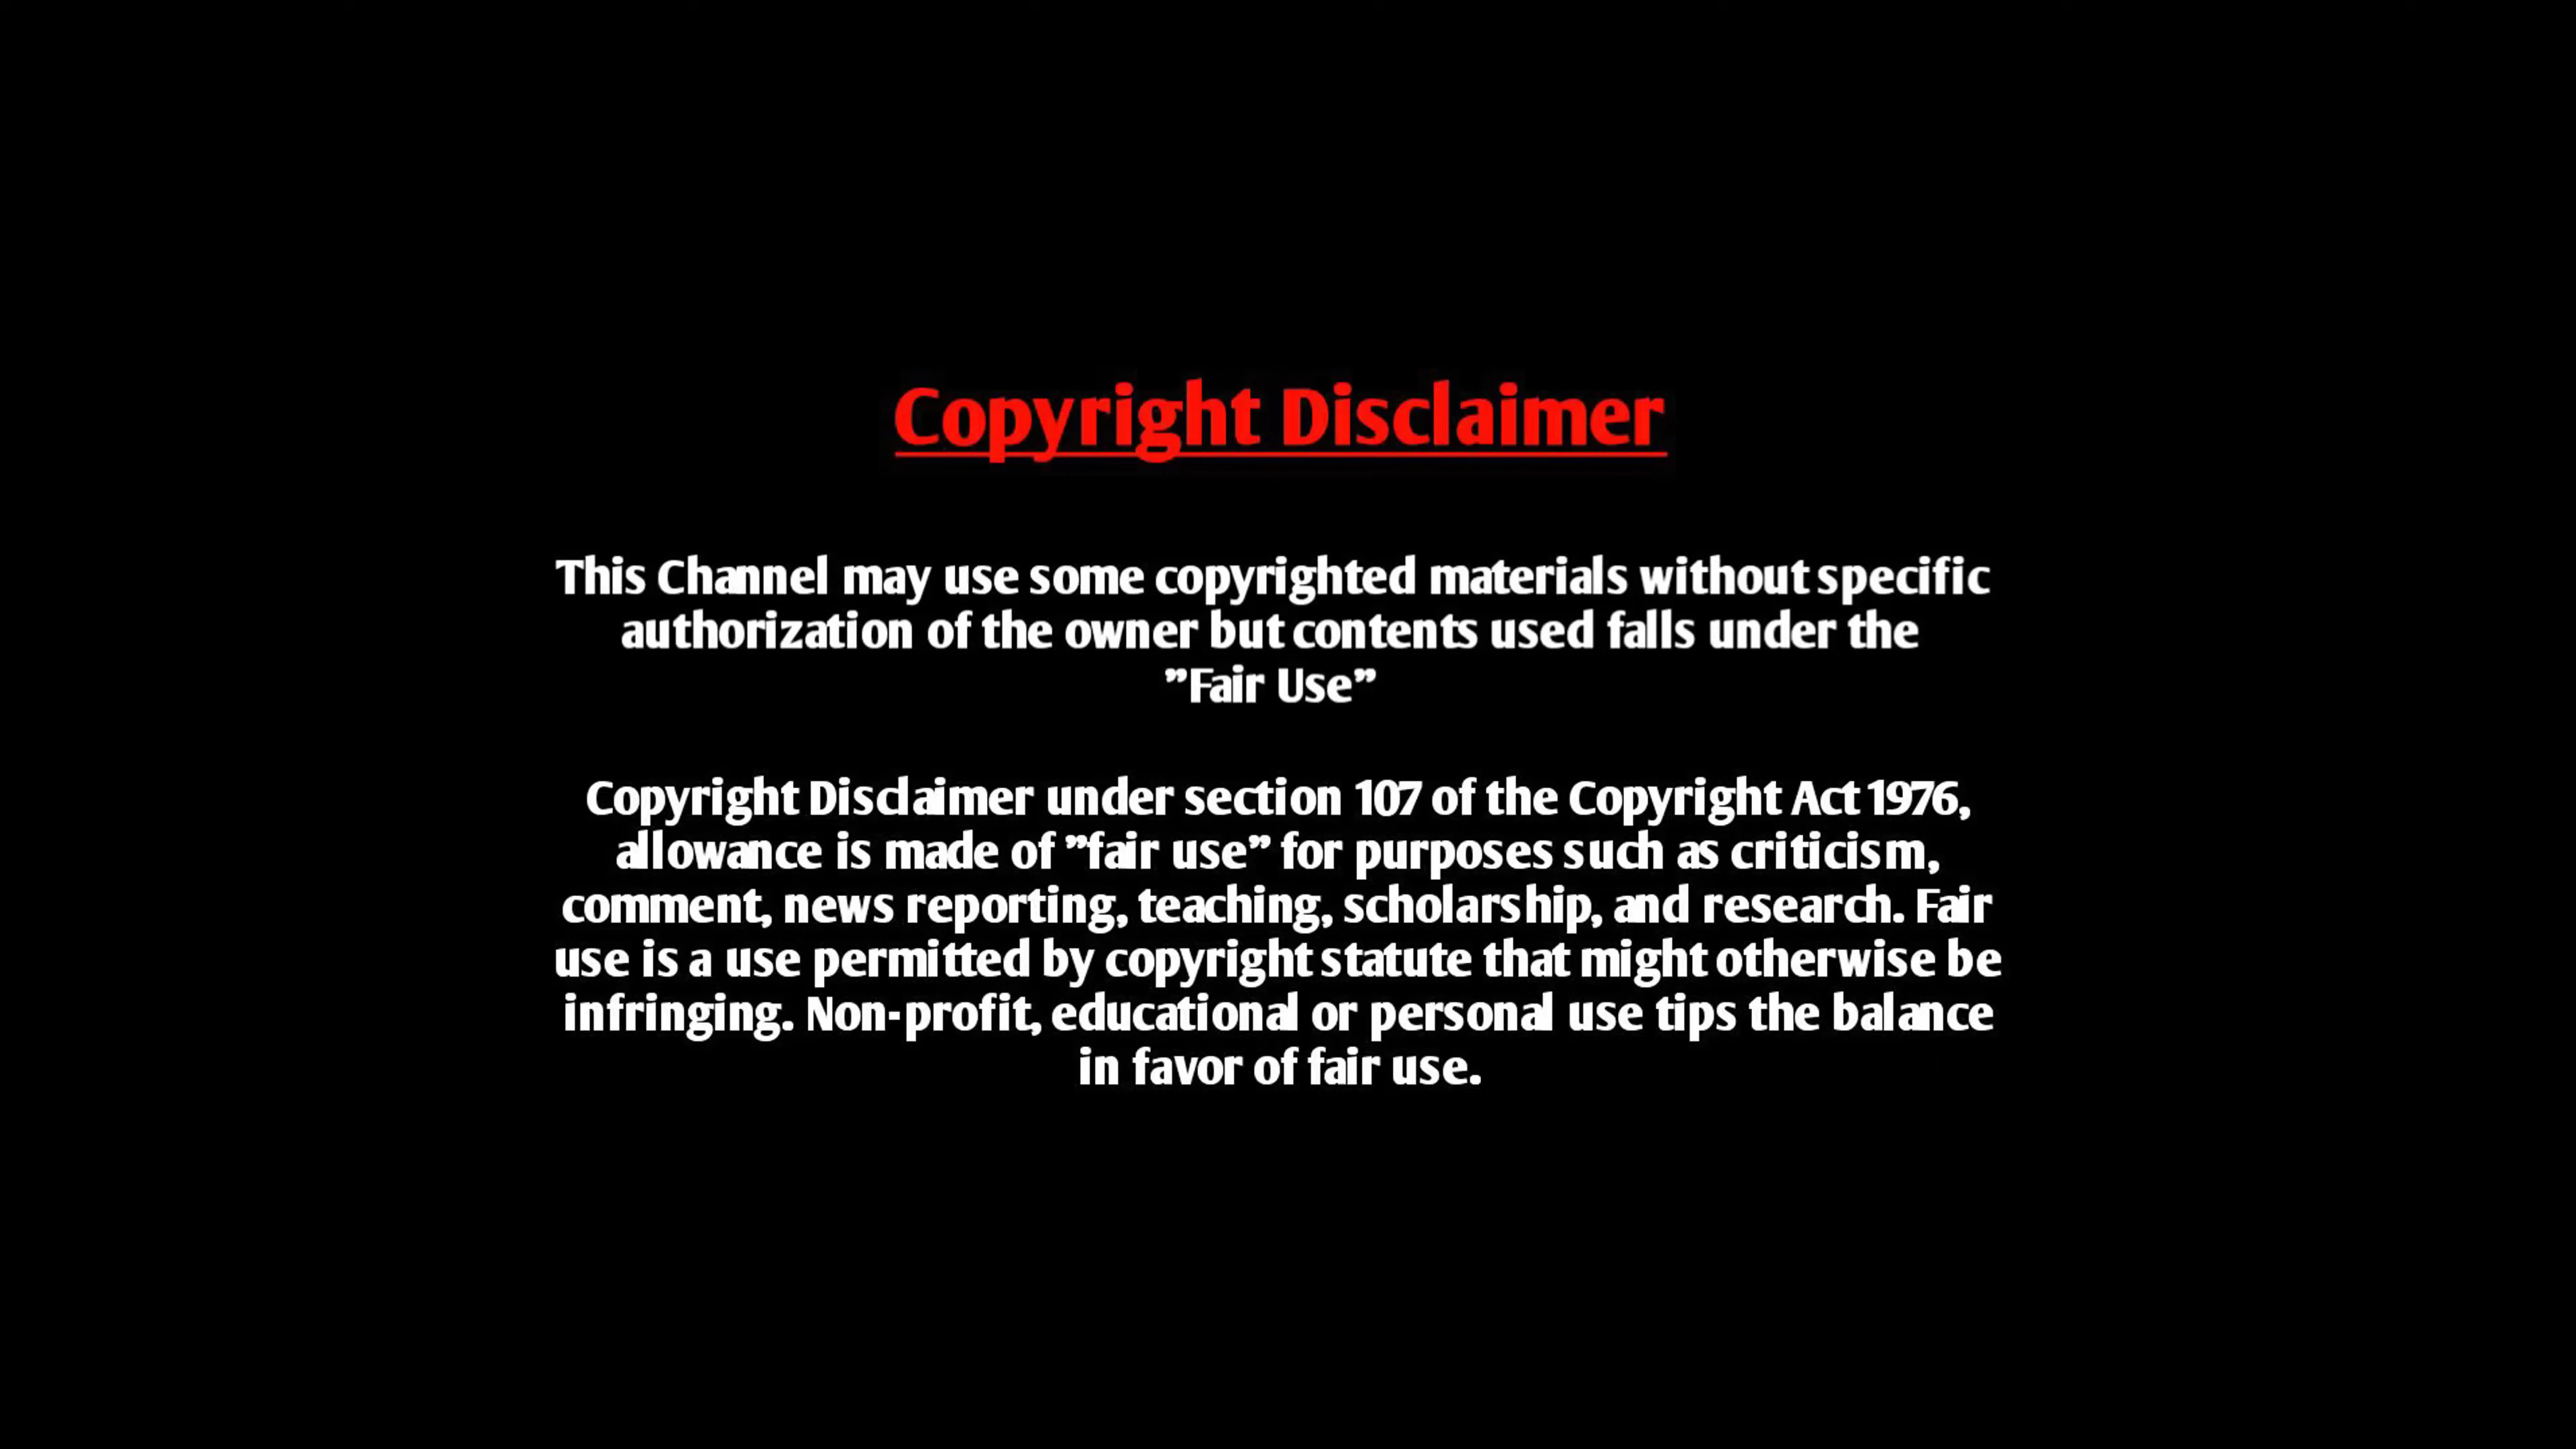 Copyright Disclaimer
This Channel may use some copyrighted materials without specific
authorization of the owner but contents used falls under the
”Fair Use”
Copyright Disclaimer under section 107 of the Copyright Act 1976,
allowance is made of ”fair use” for purposes such as criticism,
comment, news reporting, teaching, scholarship, and research. Fair
use is a use permitted by copyright statute that might otherwise be
infringing. Non-profit, educational or personal use tips the balance
in favor of fair use.